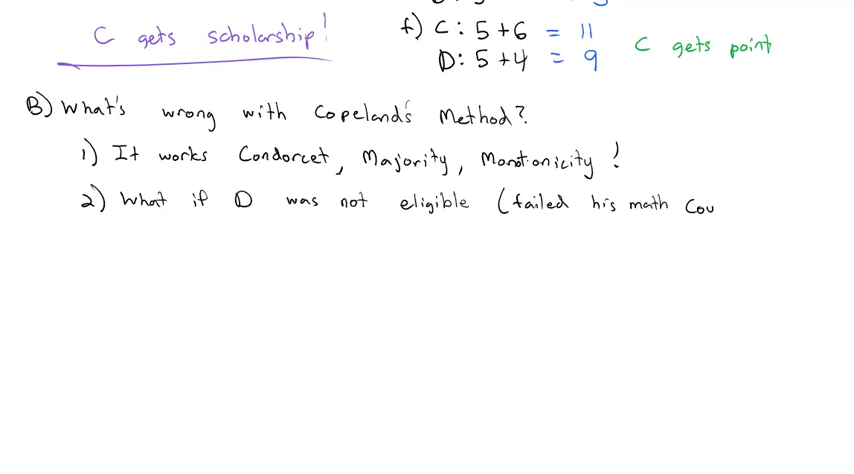 C gets scholarship!
f) C: 5 + 6 = 11
D: 5 + 4 = 9
C gets point
B) What's wrong with Copeland's Method?
1) It works Condorcet, Majority, Monotonicity!
2) What if D was not eligible (failed his math Cou